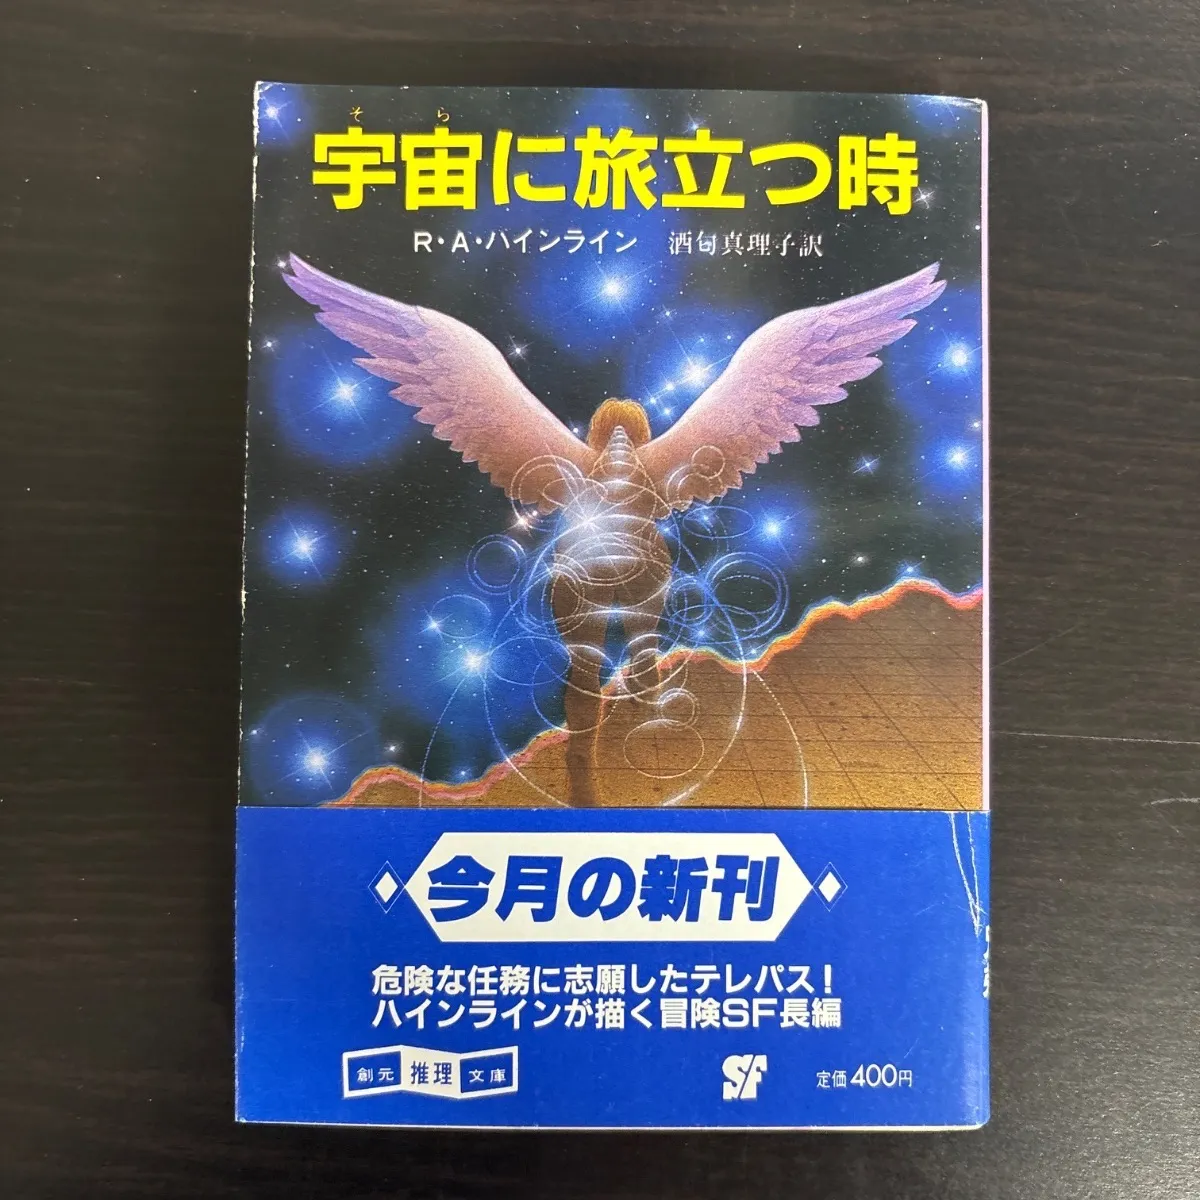 そら
宇宙に旅立つ時
R・A・ハインライン 酒匂真理子訳
今月の新刊
危険な任務に志願したテレパス!
ハインラインが描く冒険SF長編
創元推理文庫
SF
定価400円